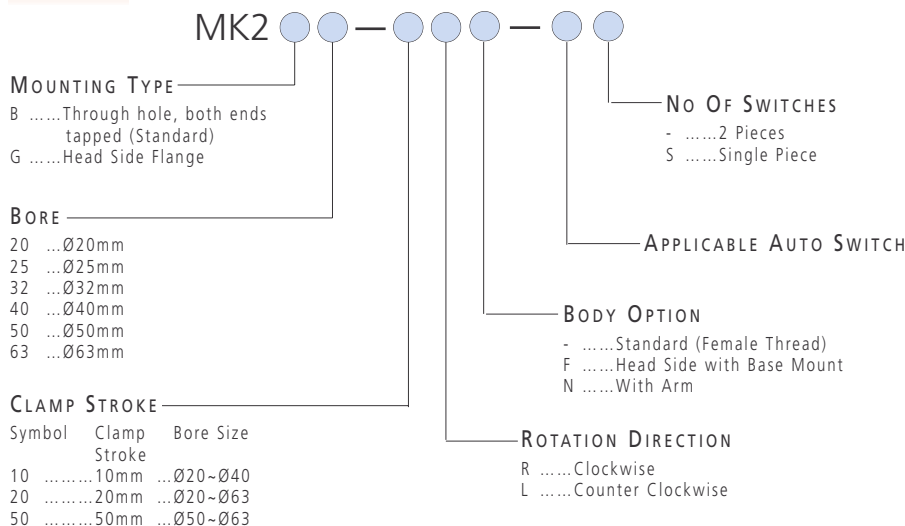 MK2 — —
MOUNTING TYPE
B ......Through hole, both ends
tapped (Standard)
G ......Head Side Flange
BORE
20 ...Ø20mm
25 ...Ø25mm
32 ...Ø32mm
40 ...Ø40mm
50 ...Ø50mm
63 ...Ø63mm
CLAMP STROKE
Symbol Clamp Bore Size
Stroke
10 .........10mm ...Ø20~Ø40
20 .........20mm ...Ø20~Ø63
50 .........50mm ...Ø50~Ø63
NO OF SWITCHES
- ......2 Pieces
S ......Single Piece
APPLICABLE AUTO SWITCH
BODY OPTION
- ......Standard (Female Thread)
F ......Head Side with Base Mount
N ......With Arm
ROTATION DIRECTION
R ......Clockwise
L ......Counter Clockwise